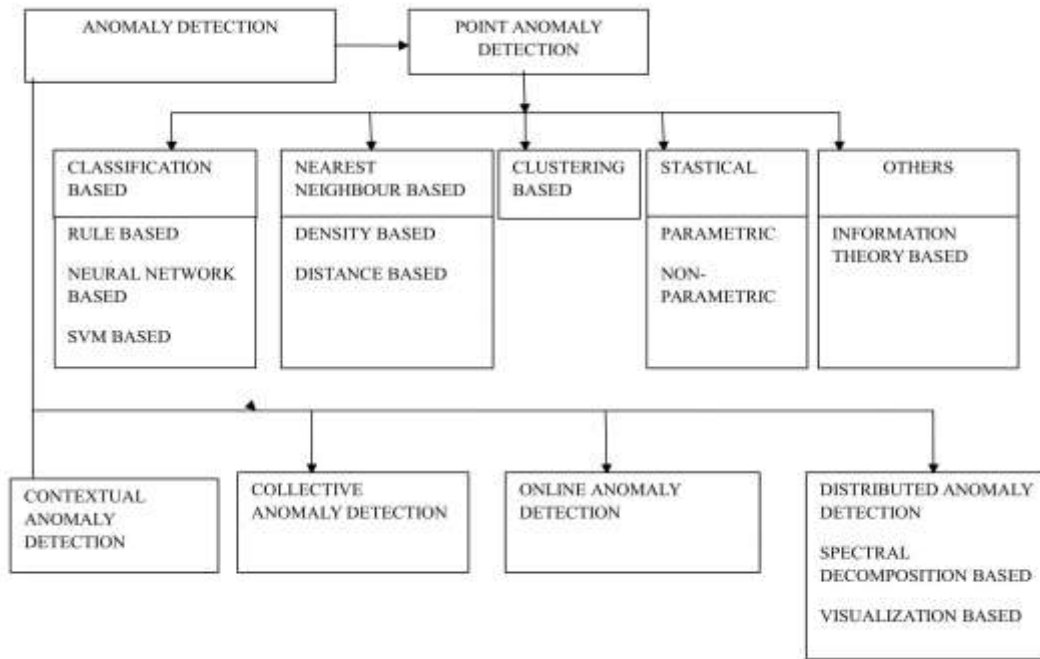 ANOMALY DETECTION
POINT ANOMALY
DETECTION
CLASSIFICATION
BASED
RULE BASED
NEURAL NETWORK
BASED
SVM BASED
NEAREST
NEIGHBOUR BASED
DENSITY BASED
DISTANCE BASED
CLUSTERING
BASED
STASTICAL
PARAMETRIC
NON-
PARAMETRIC
OTHERS
INFORMATION
THEORY BASED
CONTEXTUAL
ANOMALY
DETECTION
COLLECTIVE
ANOMALY DETECTION
ONLINE ANOMALY
DETECTION
DISTRIBUTED ANOMALY
DETECTION
SPECTRAL
DECOMPOSITION BASED
VISUALIZATION BASED